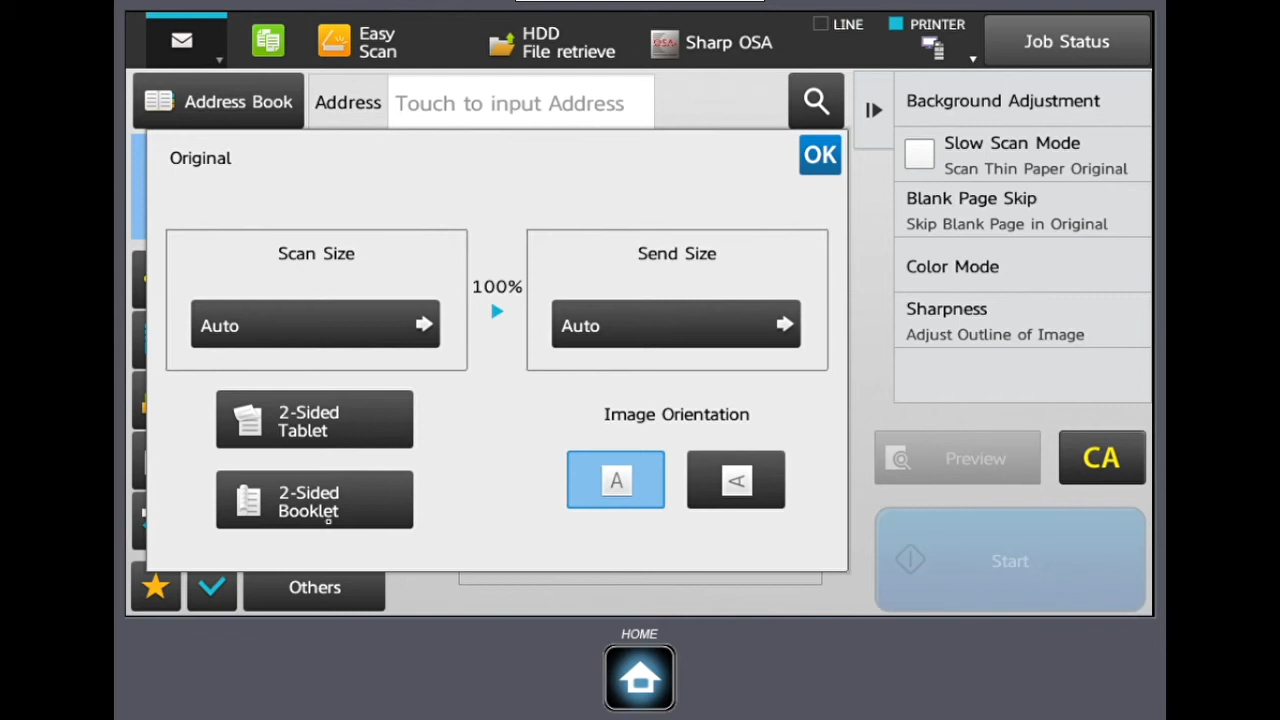 Easy
Scan
HDD
File retrieve
OSA
Sharp OSA
LINE
PRINTER
Job Status
Address Book
Address
Touch to input Address
Background Adjustment
Slow Scan Mode
Scan Thin Paper Original
Blank Page Skip
Skip Blank Page in Original
Color Mode
Sharpness
Adjust Outline of Image
Original
OK
Scan Size
Send Size
100%
Auto
Auto
2-Sided
Tablet
2-Sided
Booklet
Image Orientation
A
A
Preview
CA
Start
Others
HOME